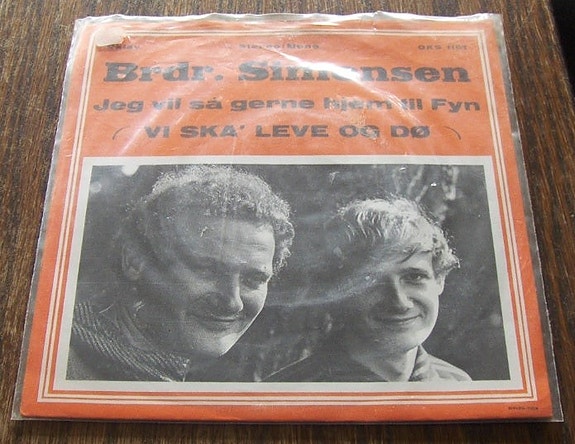 Brdr. Simonsen
Jeg vil så gerne hjem til Fyn
( VI SKA' LEVE OG DØ )